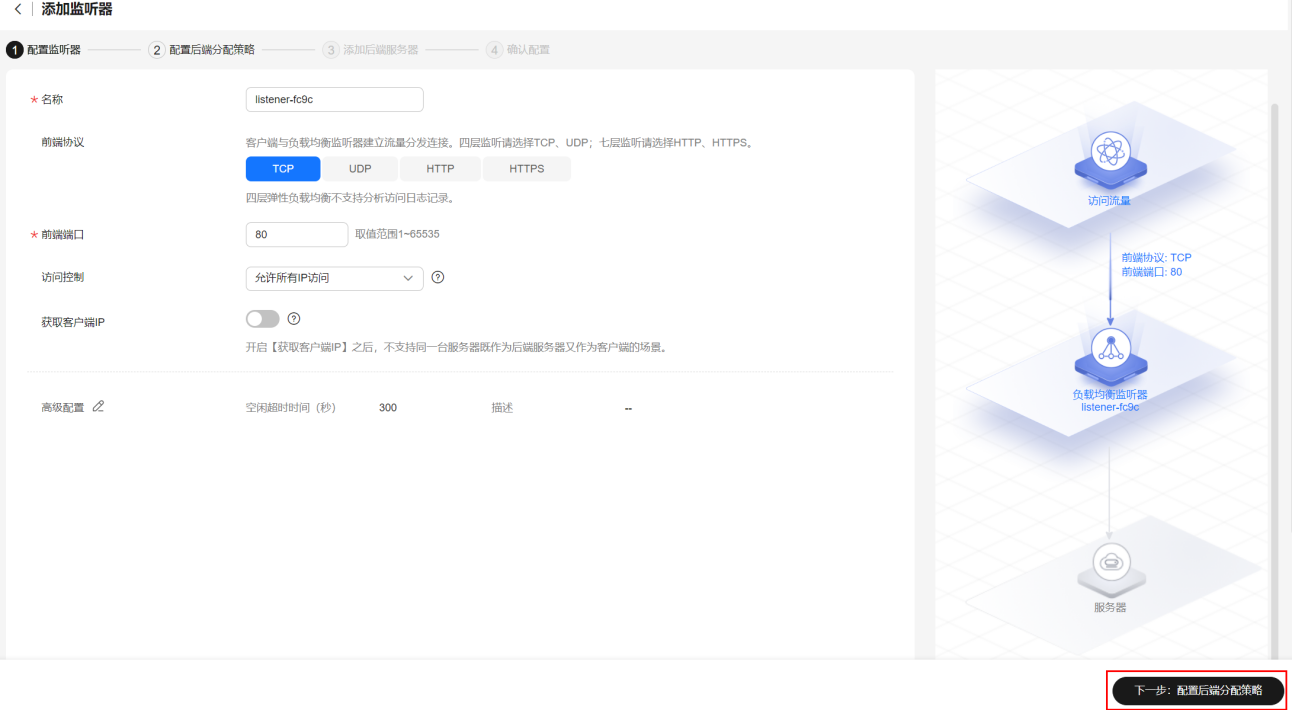 添加监听器
1 配置监听器 2 配置后端分配策略 3 添加后端服务器 4 确认配置
* 名称 listener-fc9c
前端协议 客户端与负载均衡监听器建立流量分发连接。四层监听请选择TCP、UDP；七层监听请选择HTTP、HTTPS。
TCP UDP HTTP HTTPS
四层弹性负载均衡不支持分析访问日志记录。
* 前端端口 80 取值范围1~65535
访问控制 允许所有IP访问 ?
获取客户端IP ?
开启【获取客户端IP】之后，不支持同一台服务器既作为后端服务器又作为客户端的场景。
高级配置 空闲超时时间（秒） 300 描述 --
访问流量
前端协议: TCP
前端端口: 80
负载均衡监听器
listener-fc9c
服务器
下一步：配置后端分配策略